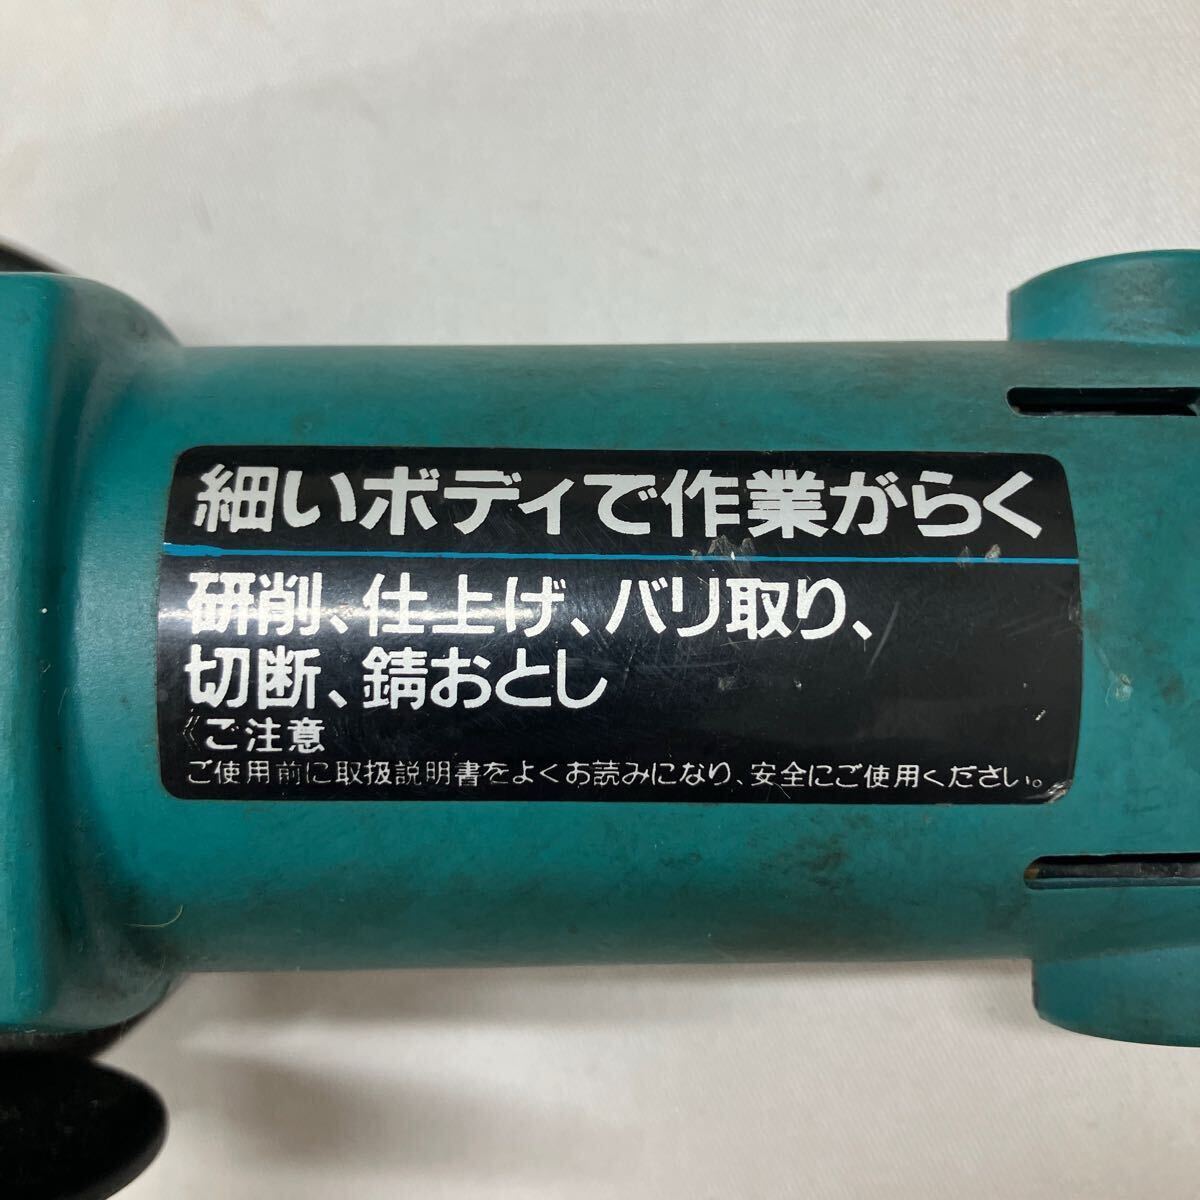 細いボディで作業がらく
研削、仕上げ、バリ取り、
切断、錆おとし
《ご注意
ご使用前に取扱説明書をよくお読みになり、安全にご使用ください。